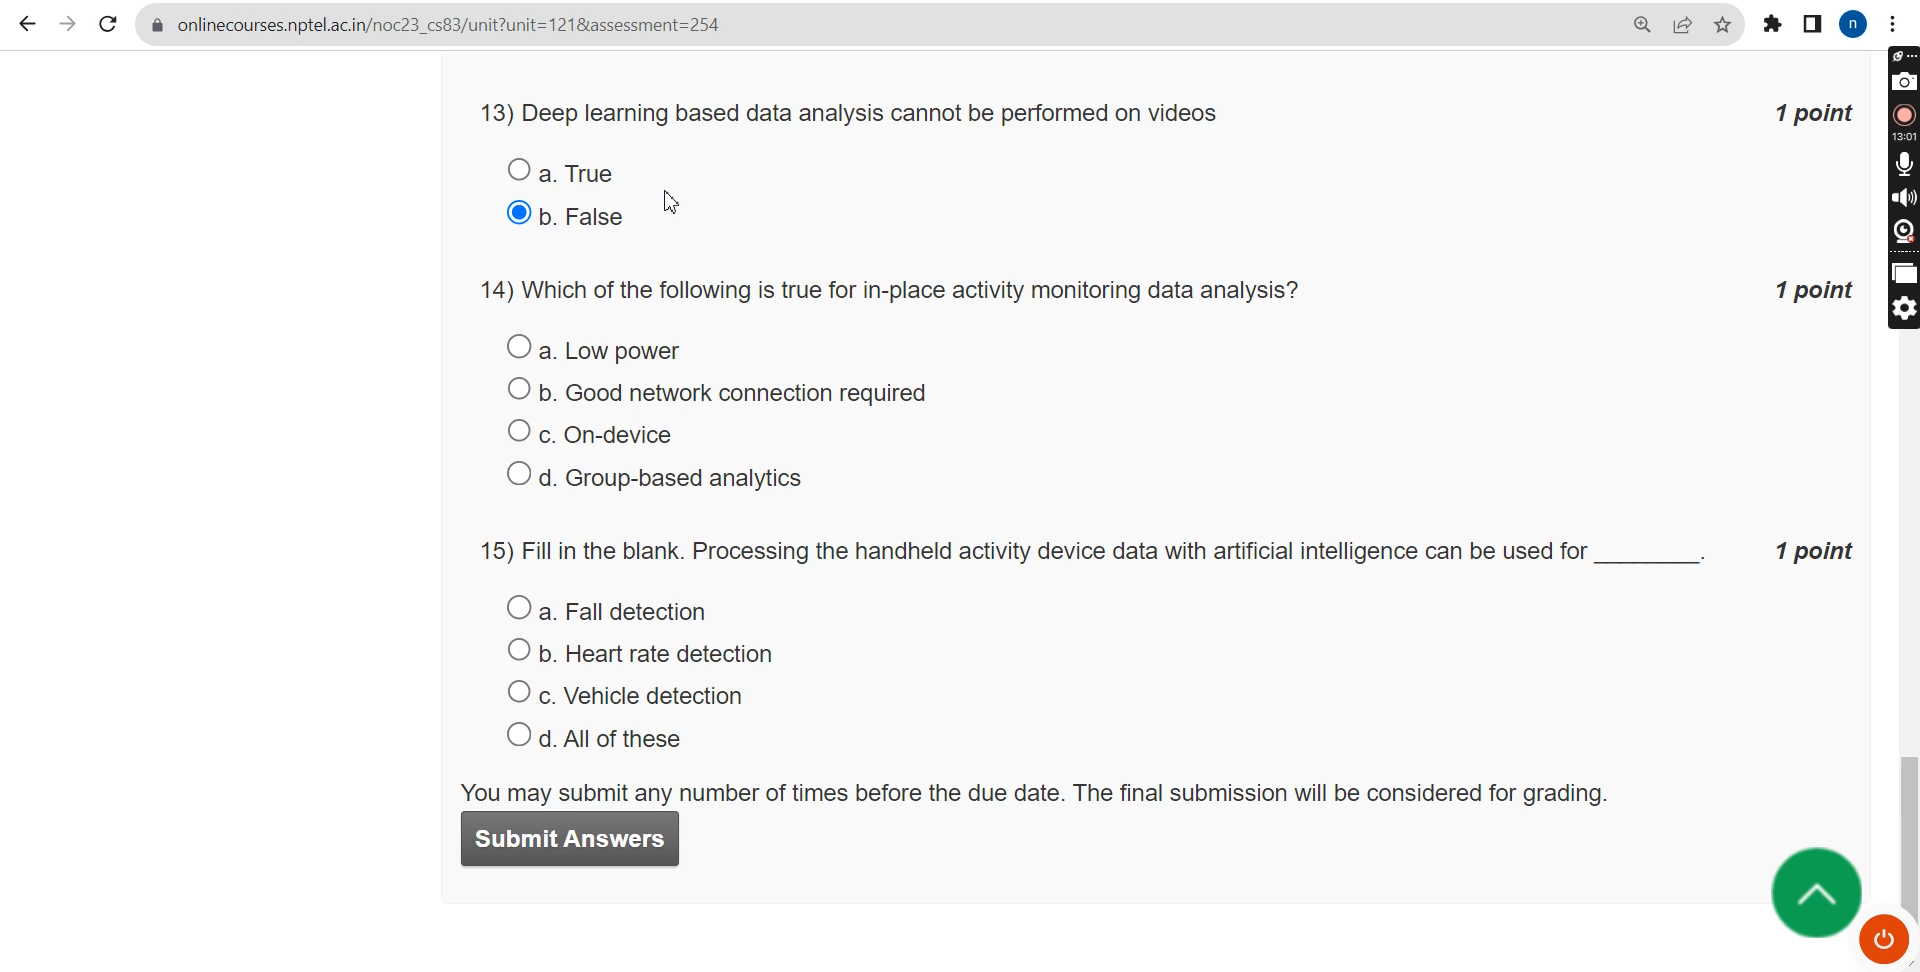 onlinecourses.nptel.ac.in/noc23_cs83/unit?unit=121&assessment=254
n
13) Deep learning based data analysis cannot be performed on videos 1 point
a. True
b. False
13:01
14) Which of the following is true for in-place activity monitoring data analysis? 1 point
a. Low power
b. Good network connection required
c. On-device
d. Group-based analytics
15) Fill in the blank. Processing the handheld activity device data with artificial intelligence can be used for ________. 1 point
a. Fall detection
b. Heart rate detection
c. Vehicle detection
d. All of these
You may submit any number of times before the due date. The final submission will be considered for grading.
Submit Answers